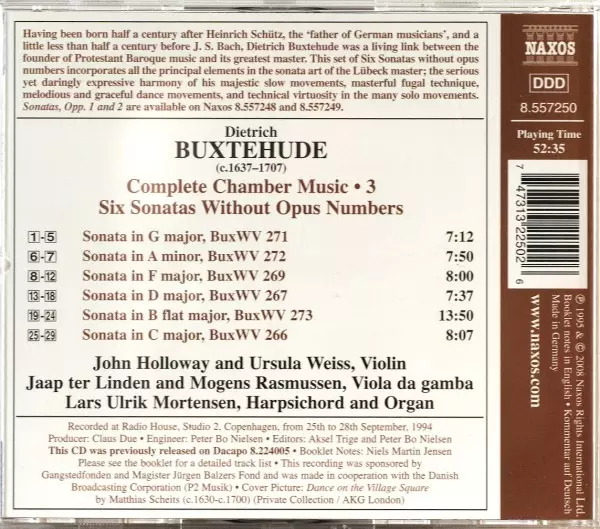 Having been born half a century after Heinrich Schütz, the 'father of German musicians', and a
little less than half a century before J. S. Bach, Dietrich Buxtehude was a living link between the
founder of Protestant Baroque music and its greatest master. This set of Six Sonatas without opus
numbers incorporates all the principal elements in the sonata art of the Lübeck master; the serious
yet daringly expressive harmony of his majestic slow movements, masterful fugal technique,
melodious and graceful dance movements, and technical virtuosity in the many solo movements.
Sonatas, Opp. 1 and 2 are available on Naxos 8.557248 and 8.557249.
Dietrich
BUXTEHUDE
(c.1637–1707)
Complete Chamber Music • 3
Six Sonatas Without Opus Numbers
1-5 Sonata in G major, BuxWV 271 7:12
6-7 Sonata in A minor, BuxWV 272 7:50
8-12 Sonata in F major, BuxWV 269 8:00
13-18 Sonata in D major, BuxWV 267 7:37
19-24 Sonata in B flat major, BuxWV 273 13:50
25-29 Sonata in C major, BuxWV 266 8:07
John Holloway and Ursula Weiss, Violin
Jaap ter Linden and Mogens Rasmussen, Viola da gamba
Lars Ulrik Mortensen, Harpsichord and Organ
Recorded at Radio House, Studio 2, Copenhagen, from 25th to 28th September, 1994
Producer: Claus Due • Engineer: Peter Bo Nielsen • Editors: Aksel Trige and Peter Bo Nielsen
This CD was previously released on Dacapo 8.224005 • Booklet Notes: Niels Martin Jensen
Please see the booklet for a detailed track list • This recording was sponsored by
Gangstedfonden and Magister Jürgen Balzers Fond and was made in cooperation with the Danish
Broadcasting Corporation (P2 Musik) • Cover Picture: Dance on the Village Square
by Matthias Scheits (c.1630-c.1700) (Private Collection / AKG London)
NAXOS
DDD
8.557250
Playing Time
52:35
7 47313 22502 6
www.naxos.com
℗ 1995 & © 2008 Naxos Rights International Ltd.
Booklet notes in English • Kommentar auf Deutsch
Made in Germany